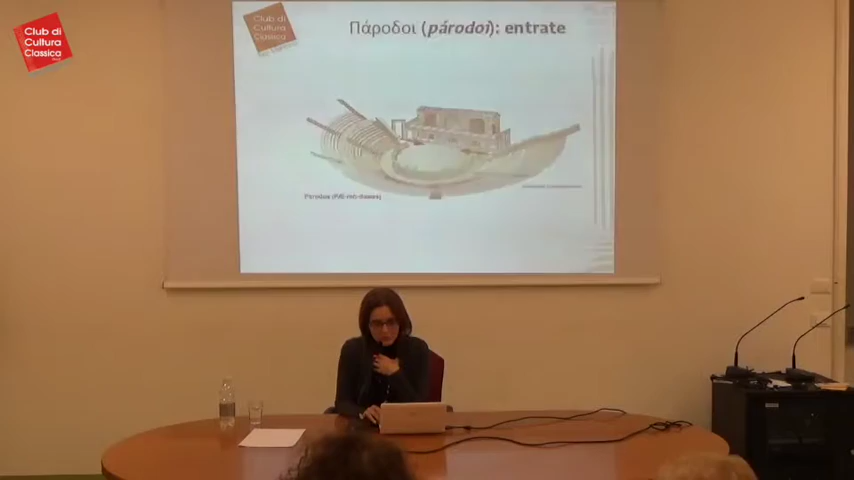 Club di
Cultura
Classica
Club di
Cultura
Classica
Πάροδοι (párodoi): entrate